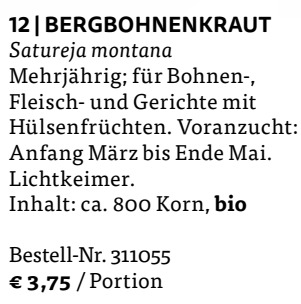 12 | BERGBOHNENKRAUT
Satureja montana
Mehrjährig; für Bohnen-,
Fleisch- und Gerichte mit
Hülsenfrüchten. Voranzucht:
Anfang März bis Ende Mai.
Lichtkeimer.
Inhalt: ca. 800 Korn, bio
Bestell-Nr. 311055
€ 3,75 / Portion